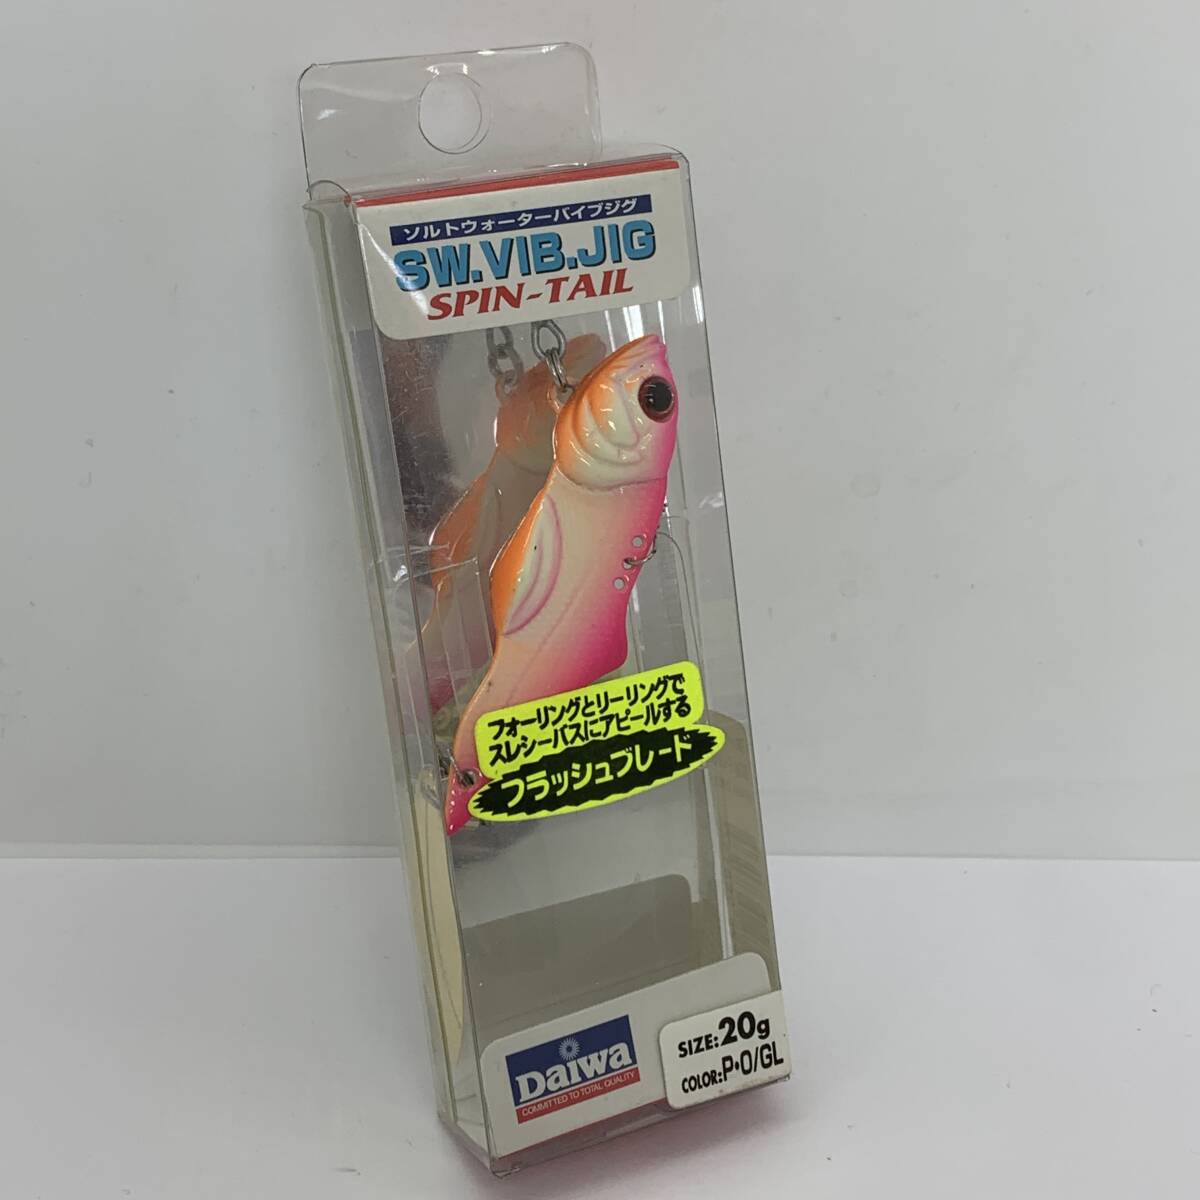 ソルトウォーターバイブジグ
SW.VIB.JIG
SPIN-TAIL
フォーリングとリーリングで
スレシーバスにアピールする
フラッシュブレード
Daiwa
COMMITTED TO TOTAL QUALITY
SIZE:20g
COLOR:P・O/GL